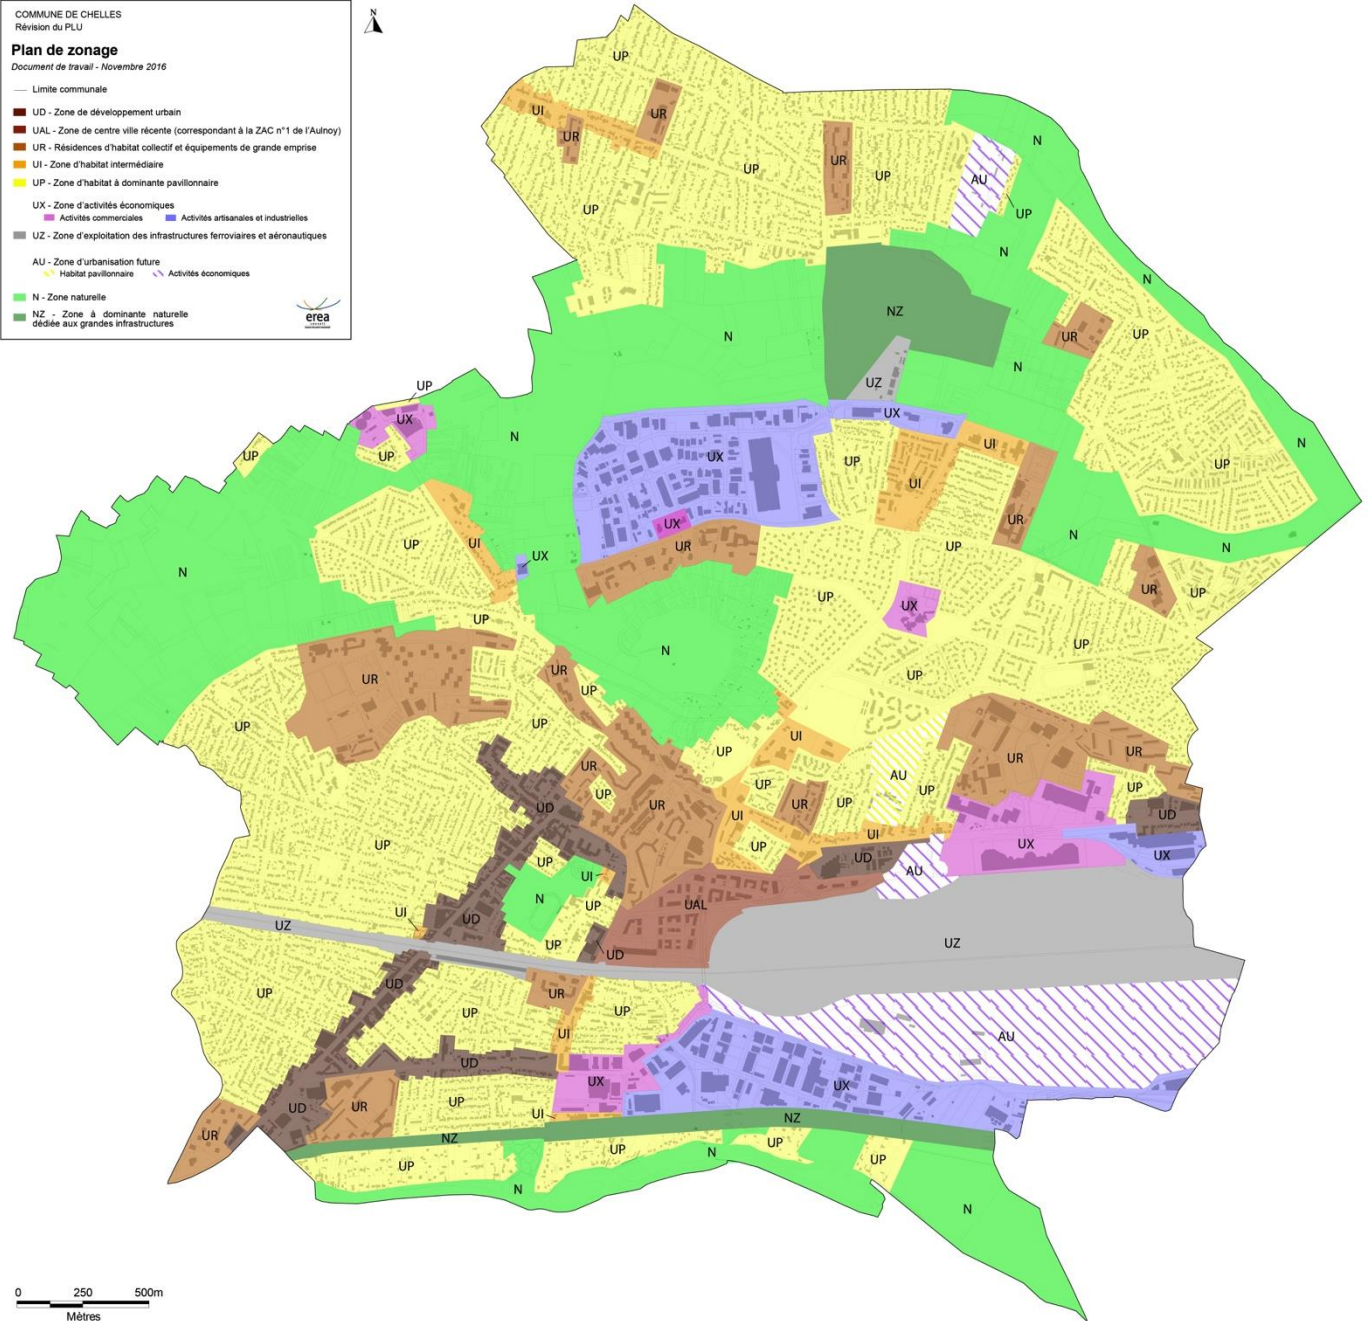 COMMUNE DE CHELLES
Révision du PLU
Plan de zonage
Document de travail - Novembre 2016
Limite communale
UD - Zone de développement urbain
UAL - Zone de centre ville récente (correspondant à la ZAC n°1 de l'Aulnoy)
UR - Résidences d'habitat collectif et équipements de grande emprise
UI - Zone d'habitat intermédiaire
UP - Zone d'habitat à dominante pavillonnaire
UX - Zone d'activités économiques
Activités commerciales Activités artisanales et industrielles
UZ - Zone d'exploitation des infrastructures ferroviaires et aéronautiques
AU - Zone d'urbanisation future
Habitat pavillonnaire Activités économiques
N - Zone naturelle
NZ - Zone à dominante naturelle
dédiée aux grandes infrastructures
erea
N
UP
UI
UR
UR
N
UR
UP
UP
AU
UP
UP
N
N
NZ
UR
UP
N
N
UZ
UP
UX
UX
N
UI
N
UP
UP
UX
UP
UI
UP
UR
UX
N
UP
UI
UR
UP
N
UX
N
UR
UP
UP
UX
UP
UP
N
UR
UR
UP
UP
UP
UP
UI
UP
UR
UR
UR
AU
UP
UP
UP
UR
UR
UP
UD
UI
UD
UP
UI
UX
UP
UD
UX
UP
AU
UI
N
UP
UAL
UI
UD
UZ
UP
UD
UZ
UD
UP
UR
UP
UP
UI
AU
UD
UX
UX
UP
UD
UR
UI
NZ
UR
NZ
UP
UP
N
UP
UP
N
N
0 250 500m
Mètres